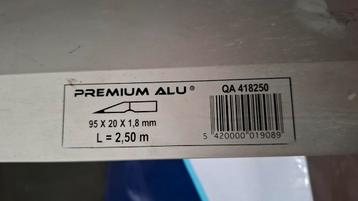 PREMIUM ALU®
QA 418250
95 X 20 X 1,8 mm
L = 2,50 m
5 420000 019089